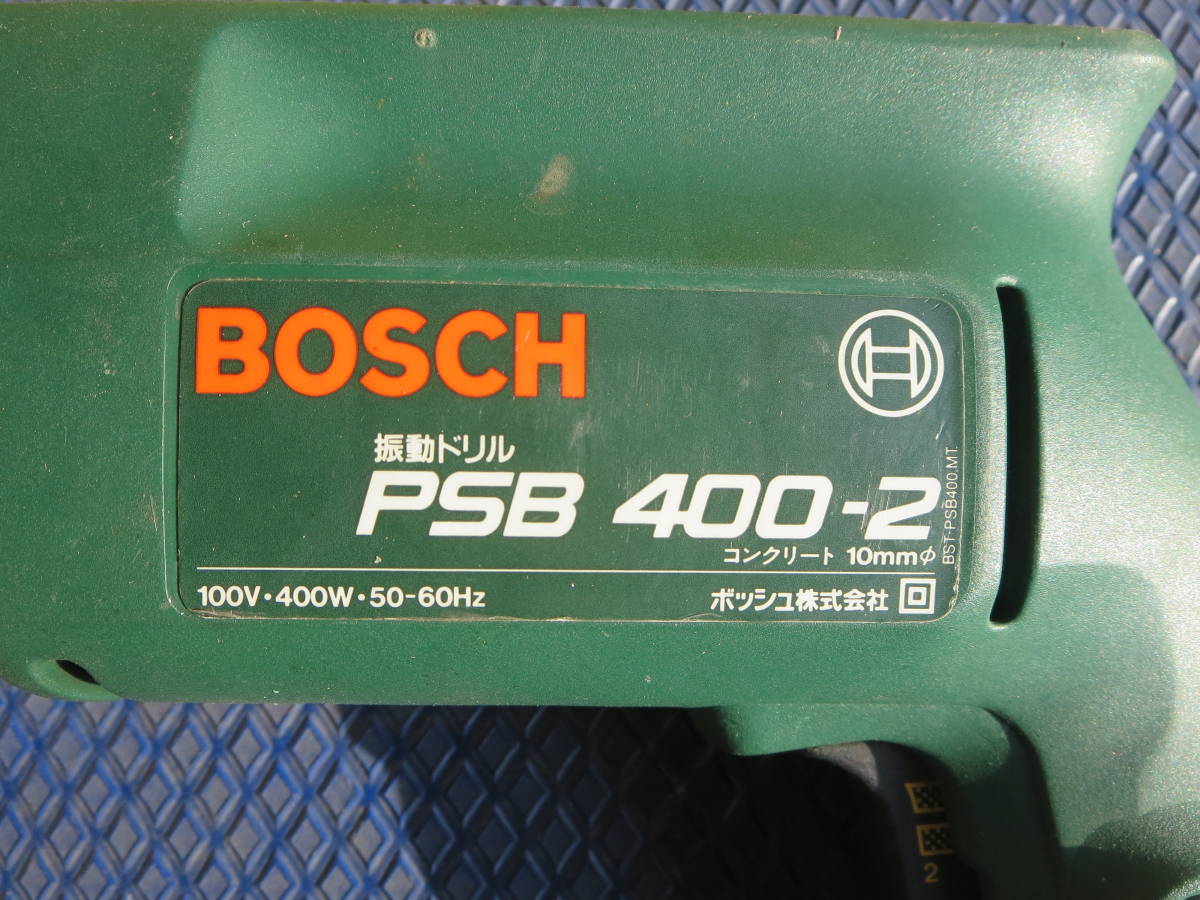 BOSCH
振動ドリル
PSB 400-2
コンクリート 10mmφ
BST-PSB400.MT
100V・400W・50-60Hz
ボッシュ株式会社
2